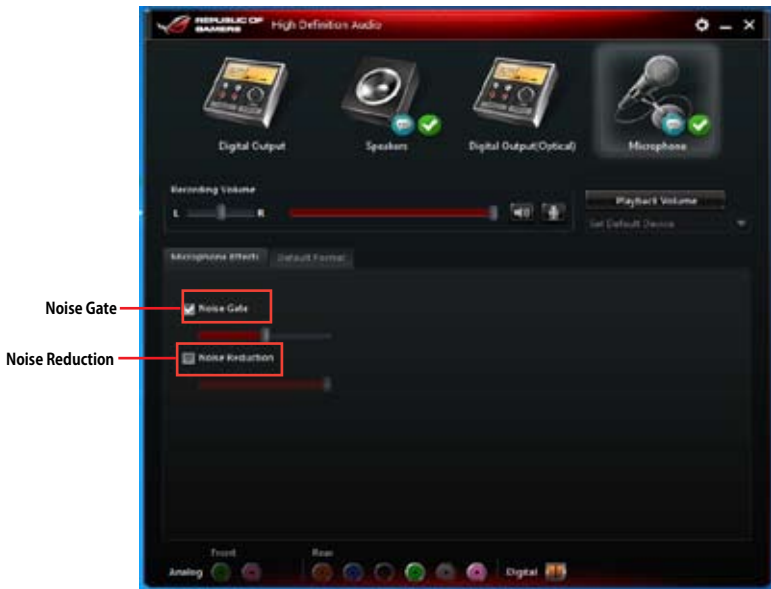 REPUBLIC OF GAMERS High Definition Audio
Digital Output
Speakers
Digital Output(Optical)
Microphone
Recording Volume
L R
Playback Volume
Set Default Device
Microphone Effects Default Format
Noise Gate Noise Gate
Noise Reduction Noise Reduction
Front Rear
Analog Digital